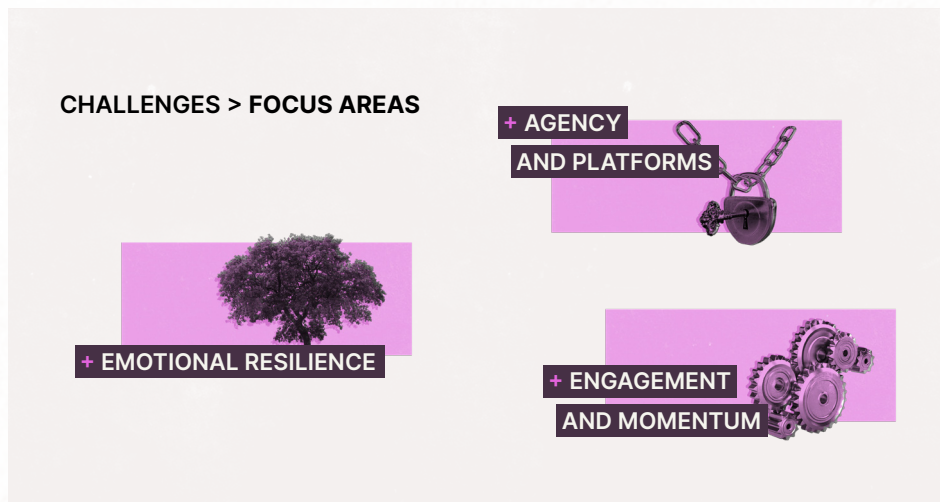 CHALLENGES > FOCUS AREAS
+ AGENCY
AND PLATFORMS
+ EMOTIONAL RESILIENCE
+ ENGAGEMENT
AND MOMENTUM